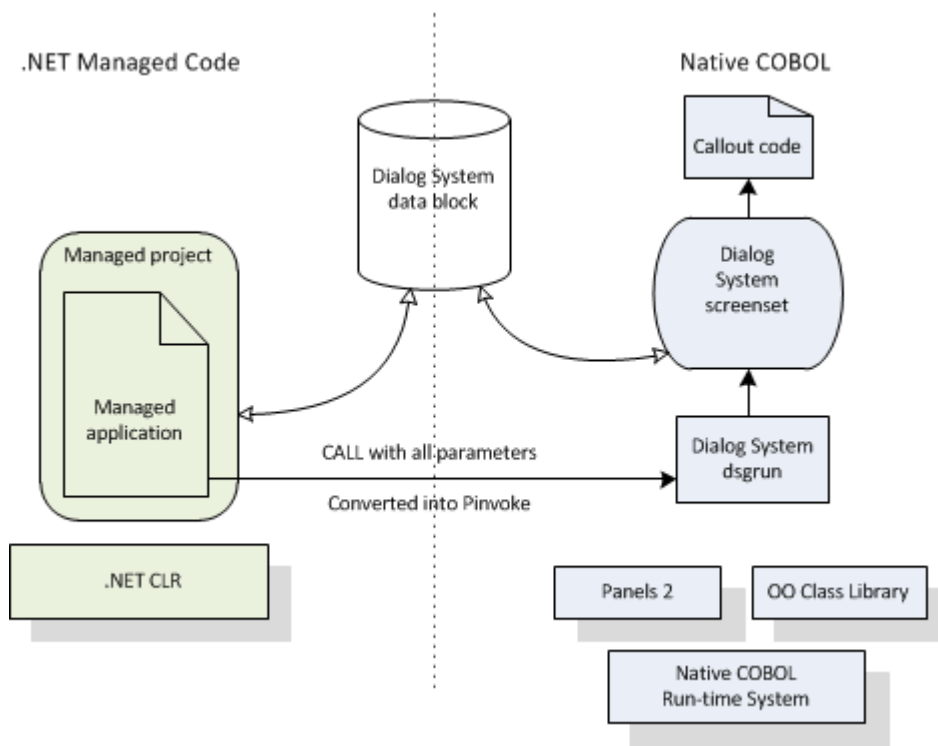 .NET Managed Code
Native COBOL
Callout code
Dialog System
data block
Managed project
Dialog
System
screenset
Managed
application
CALL with all parameters
Dialog System
dsgrun
Converted into Pinvoke
.NET CLR
Panels 2
OO Class Library
Native COBOL
Run-time System